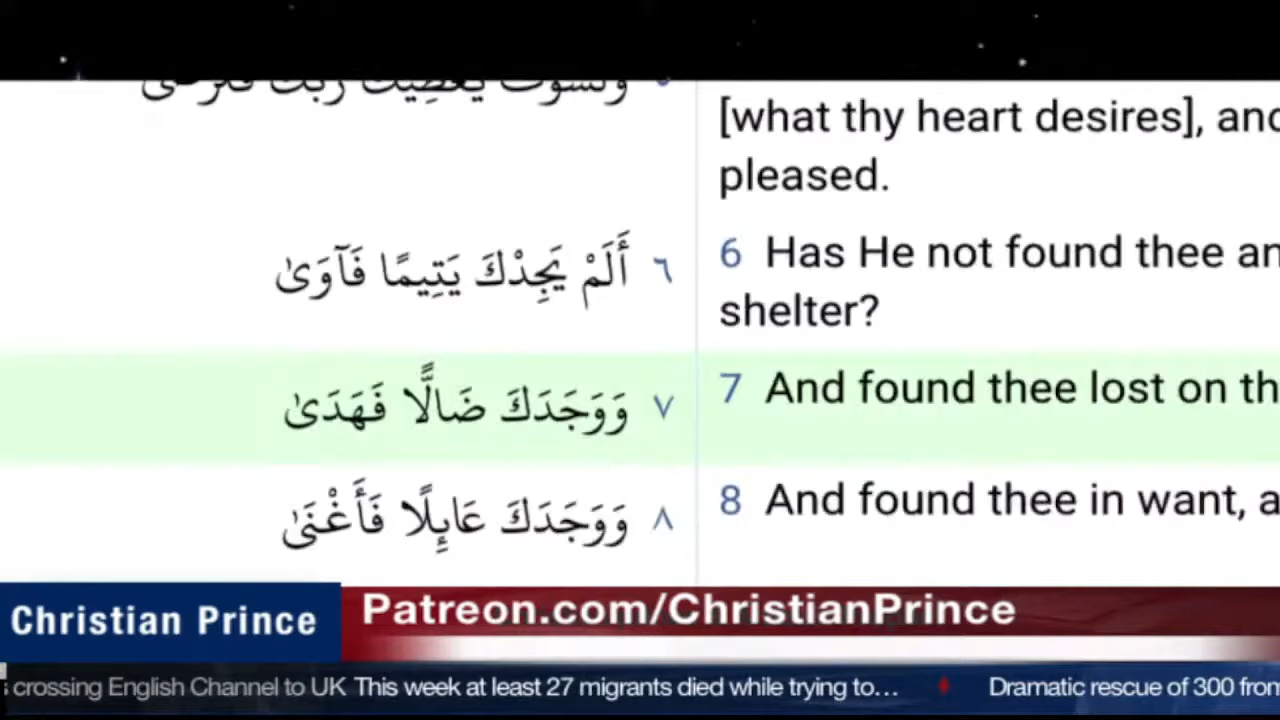 [what thy heart desires], and
pleased.
أَلَمْ يَجِدْكَ يَتِيمًا فَآوَىٰ ٦
6 Has He not found thee an
shelter?
وَوَجَدَكَ ضَالًّا فَهَدَىٰ ٧
7 And found thee lost on th
وَوَجَدَكَ عَائِلًا فَأَغْنَىٰ ٨
8 And found thee in want, a
Christian Prince
Patreon.com/ChristianPrince
crossing English Channel to UK This week at least 27 migrants died while trying to... Dramatic rescue of 300 from